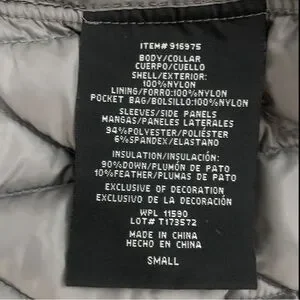 ITEM# 916975
BODY/COLLAR
CUERPO/CUELLO
SHELL/EXTERIOR:
100%NYLON
LINING/FORRO:100%NYLON
POCKET BAG/BOLSILLO:100%NYLON
SLEEVES/SIDE PANELS
MANGAS/PANELES LATERALES
94%POLYESTER/POLIÉSTER
6%SPANDEX/ELASTANO
INSULATION/INSULACIÓN:
90%DOWN/PLUMÓN DE PATO
10%FEATHER/PLUMAS DE PATO
EXCLUSIVE OF DECORATION
EXCLUSIVO DE LA DECORACIÓN
WPL 11590
LOT# T173572
MADE IN CHINA
HECHO EN CHINA
SMALL